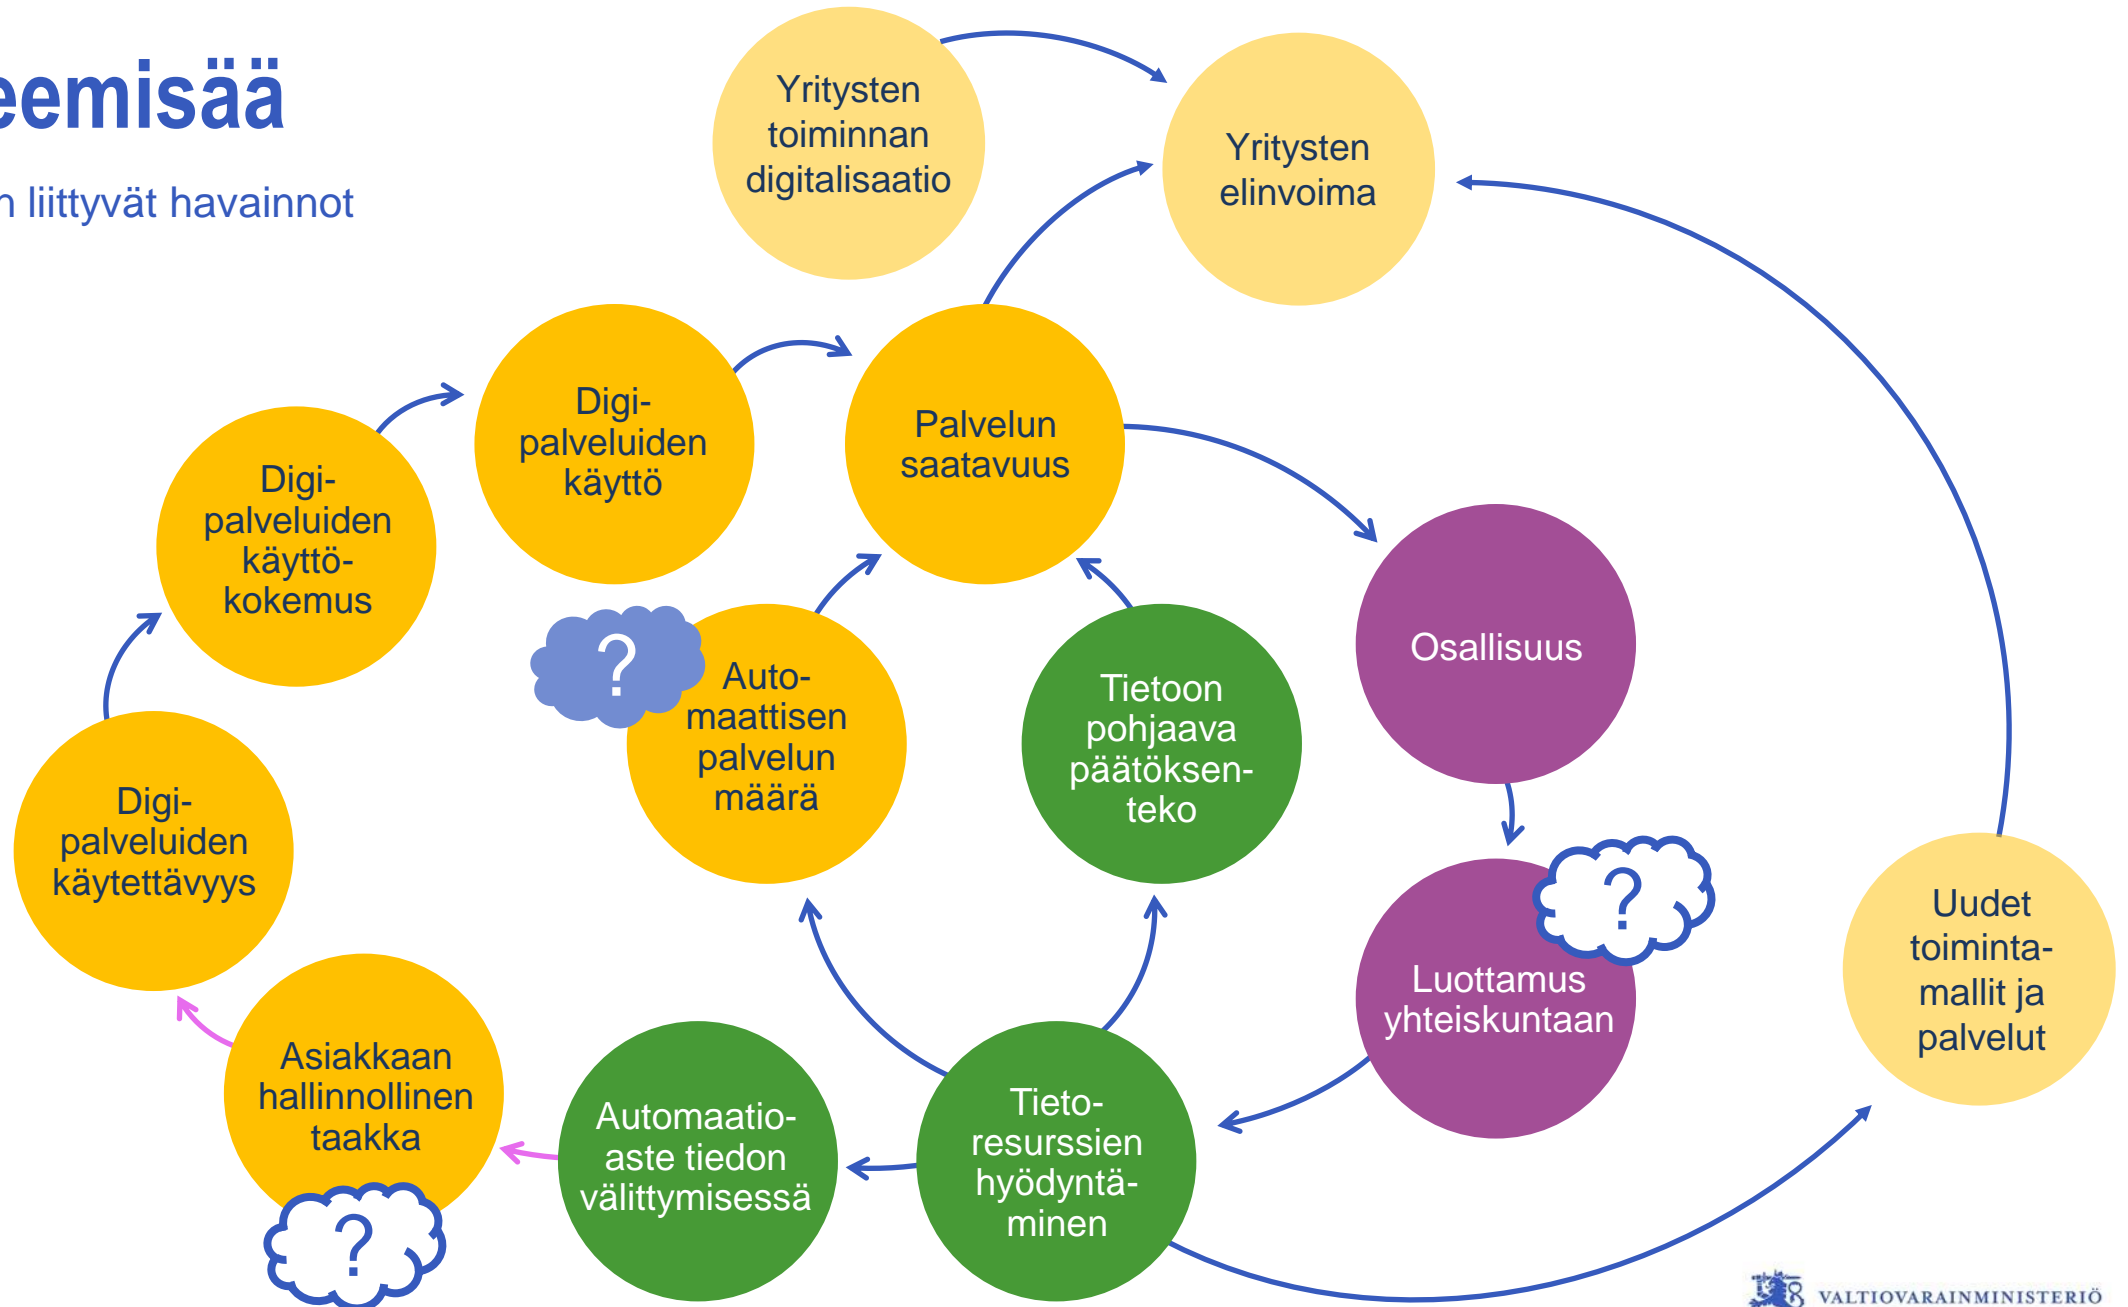 eemisää
n liittyvät havainnot
Yritysten
toiminnan
digitalisaatio
Yritysten
elinvoima
Digi-
palveluiden
käyttö
Palvelun
saatavuus
Digi-
palveluiden
käyttö-
kokemus
?
Auto-
maattisen
palvelun
määrä
Tietoon
pohjaava
päätöksen-
teko
Osallisuus
Digi-
palveluiden
käytettävyys
?
Luottamus
yhteiskuntaan
Uudet
toiminta-
mallit ja
palvelut
Asiakkaan
hallinnollinen
taakka
?
Automaatio-
aste tiedon
välittymisessä
Tieto-
resurssien
hyödyntä-
minen
VALTIOVARAINMINISTERIÖ